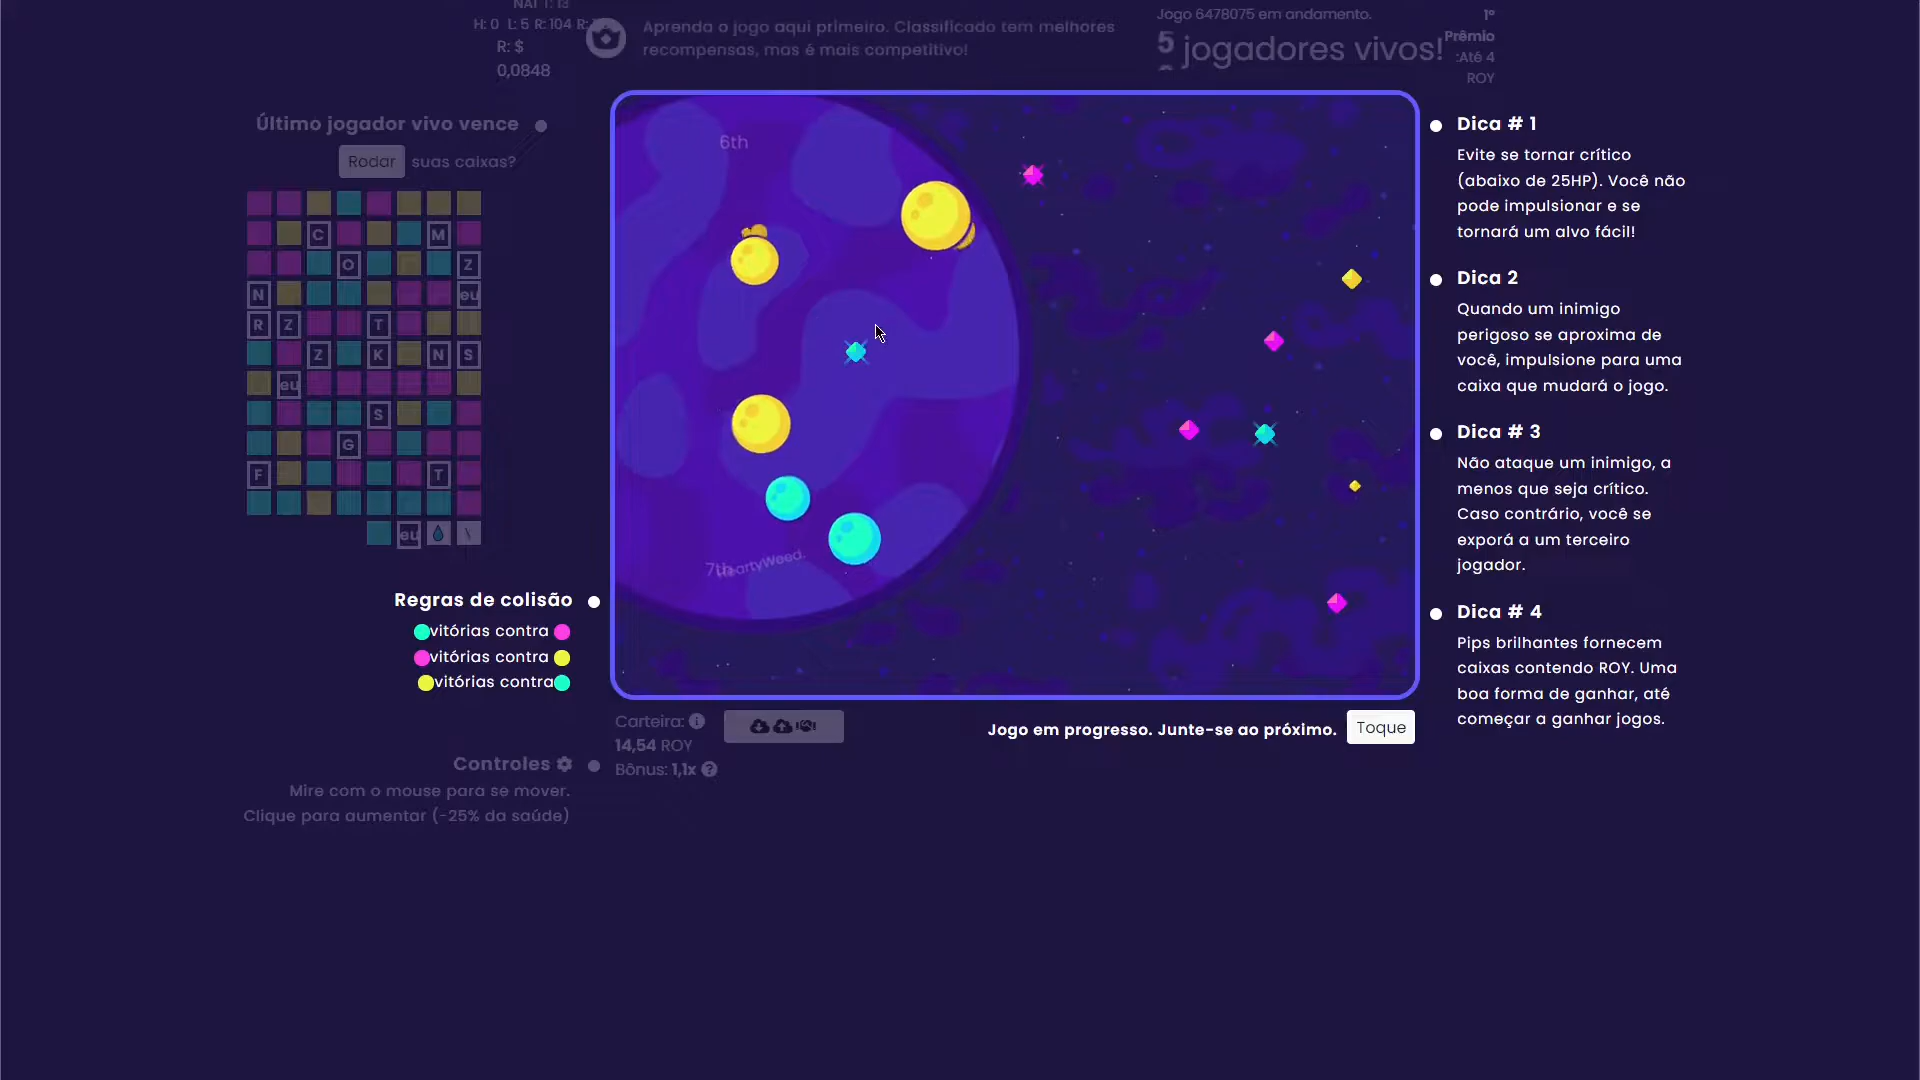 H: 0 L: 5 R: 104 R:
R: $
0,0848
Aprenda o jogo aqui primeiro. Classificado tem melhores
recompensas, mas é mais competitivo!
Jogo 6478075 em andamento.
5 jogadores vivos!
1º
Prêmio
:Até 4
ROY
Último jogador vivo vence
Rodar suas caixas?
C M
O Z
N eu
R Z T
Z K N S
eu
S
G
F T
eu
Regras de colisão
vitórias contra
vitórias contra
vitórias contra
Controles
Mire com o mouse para se mover.
Clique para aumentar (-25% da saúde)
6th
7th
HeartyWeed.
Carteira:
14,54 ROY
Bônus: 1,1x
Jogo em progresso. Junte-se ao próximo.
Toque
Dica # 1
Evite se tornar crítico
(abaixo de 25HP). Você não
pode impulsionar e se
tornará um alvo fácil!
Dica 2
Quando um inimigo
perigoso se aproxima de
você, impulsione para uma
caixa que mudará o jogo.
Dica # 3
Não ataque um inimigo, a
menos que seja crítico.
Caso contrário, você se
exporá a um terceiro
jogador.
Dica # 4
Pips brilhantes fornecem
caixas contendo ROY. Uma
boa forma de ganhar, até
começar a ganhar jogos.